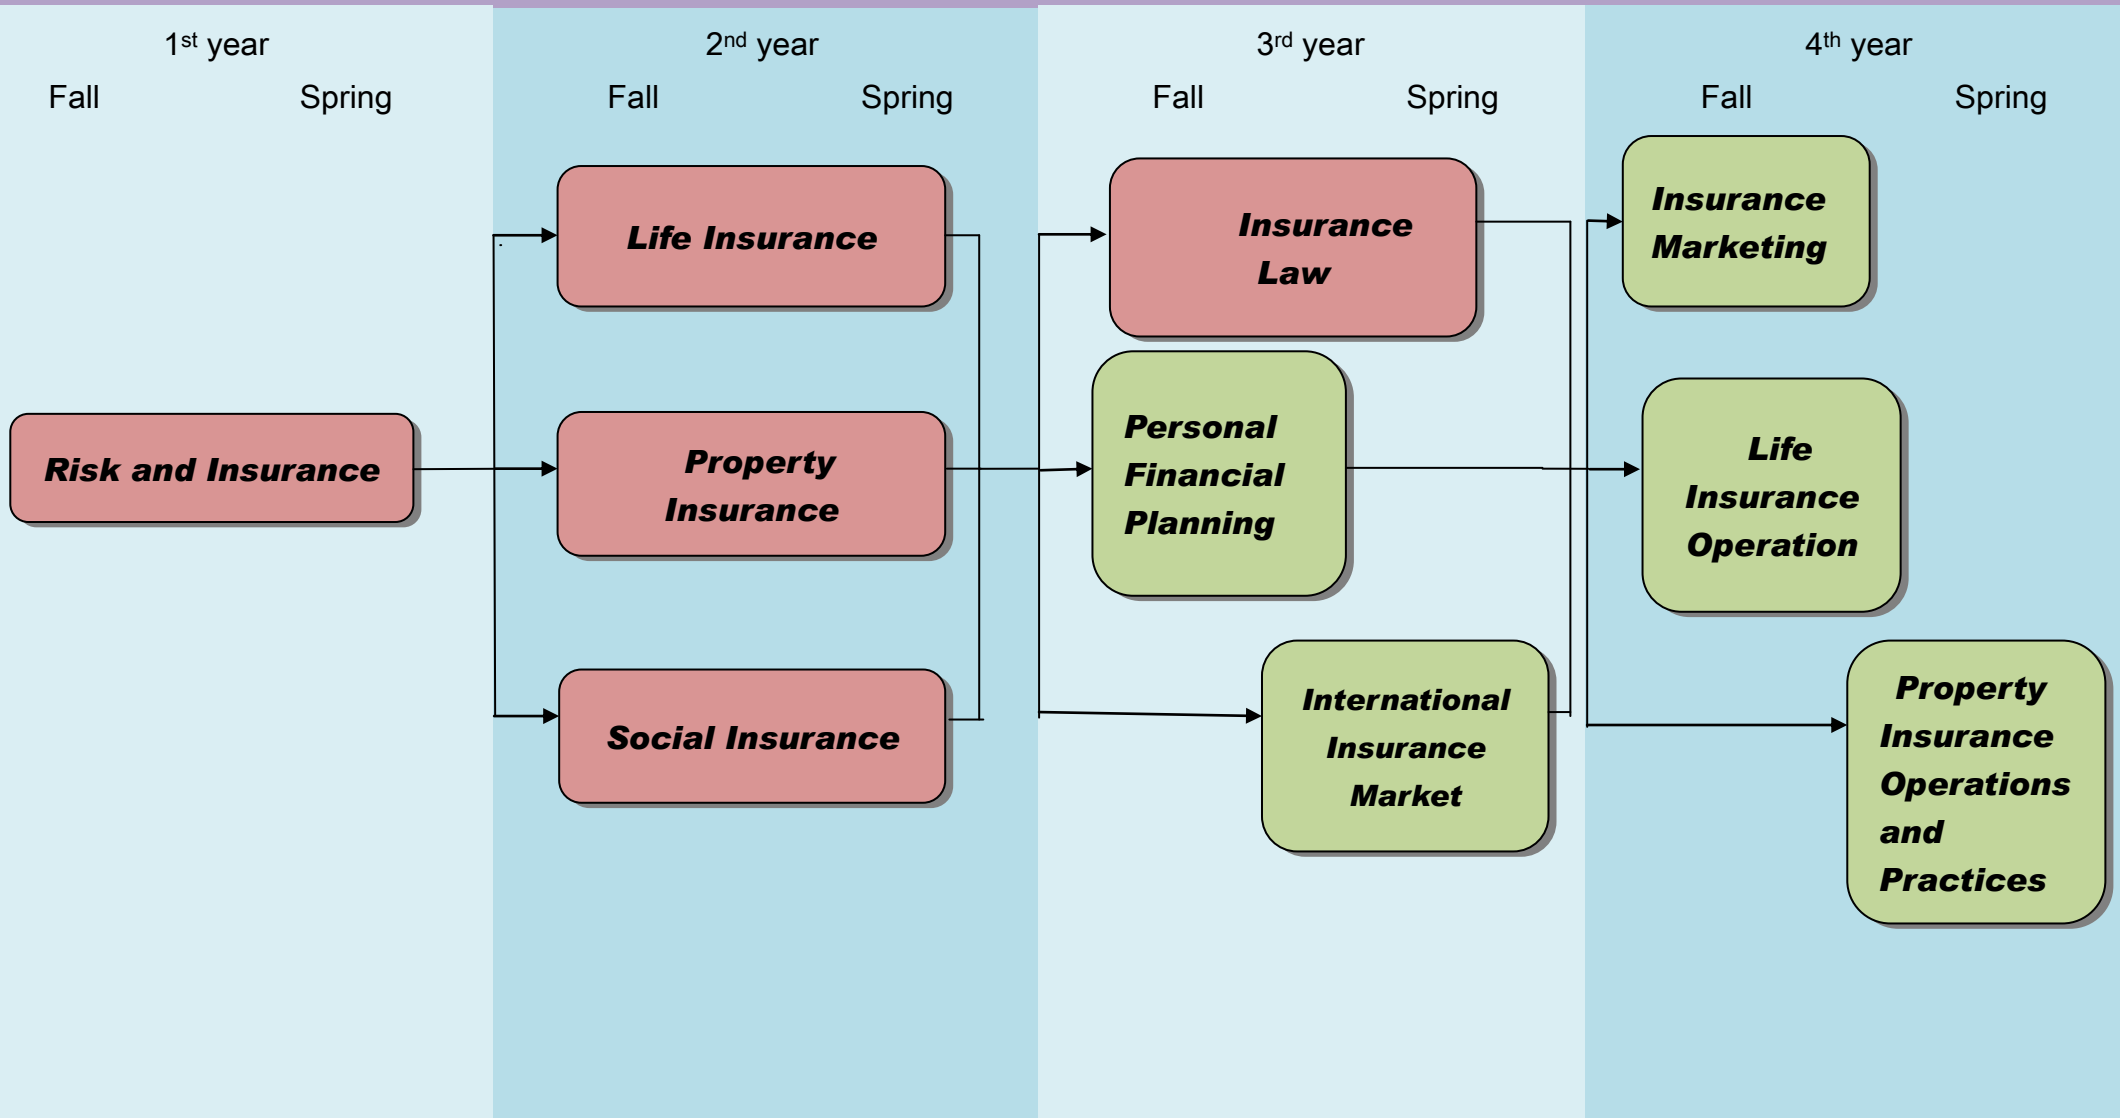 1st year
2nd year
3rd year
4th year
Fall
Spring
Fall
Spring
Fall
Spring
Fall
Spring
Risk and Insurance
Life Insurance
Property
Insurance
Social Insurance
Insurance
Law
Personal
Financial
Planning
International
Insurance
Market
Insurance
Marketing
Life
Insurance
Operation
Property
Insurance
Operations
and
Practices